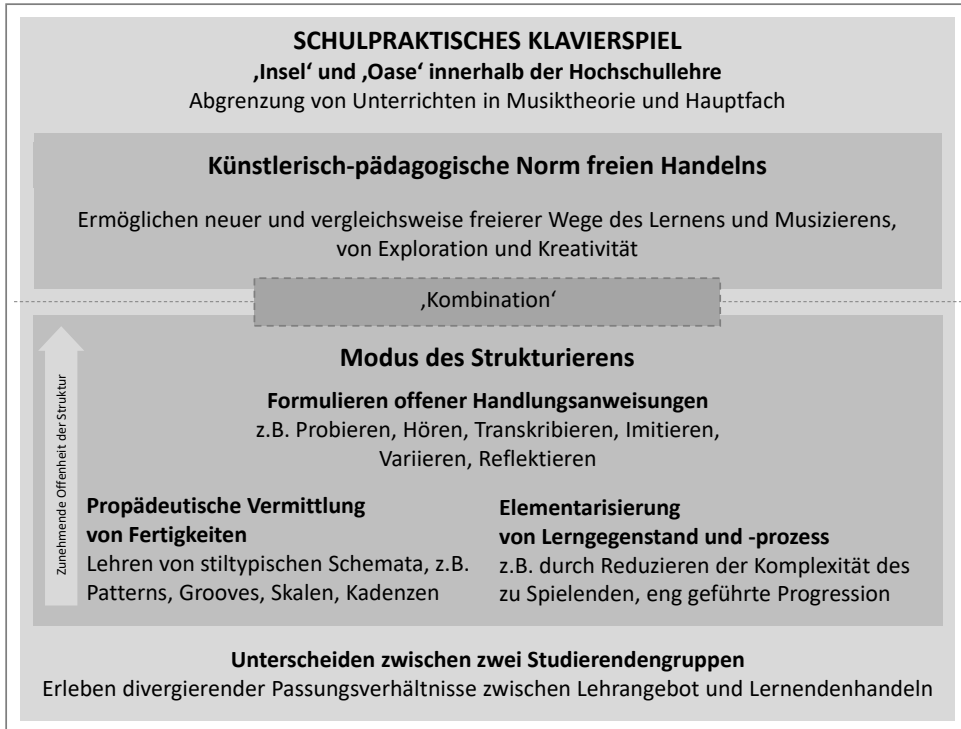 SCHULPRAKTISCHES KLAVIERSPIEL
‚Insel‘ und ‚Oase‘ innerhalb der Hochschullehre
Abgrenzung von Unterrichten in Musiktheorie und Hauptfach
Künstlerisch-pädagogische Norm freien Handelns
Ermöglichen neuer und vergleichsweise freierer Wege des Lernens und Musizierens,
von Exploration und Kreativität
‚Kombination‘
Zunehmende Offenheit der Struktur
Modus des Strukturierens
Formulieren offener Handlungsanweisungen
z.B. Probieren, Hören, Transkribieren, Imitieren,
Variieren, Reflektieren
Propädeutische Vermittlung
von Fertigkeiten
Lehren von stiltypischen Schemata, z.B.
Patterns, Grooves, Skalen, Kadenzen
Elementarisierung
von Lerngegenstand und -prozess
z.B. durch Reduzieren der Komplexität des
zu Spielenden, eng geführte Progression
Unterscheiden zwischen zwei Studierendengruppen
Erleben divergierender Passungsverhältnisse zwischen Lehrangebot und Lernendenhandeln